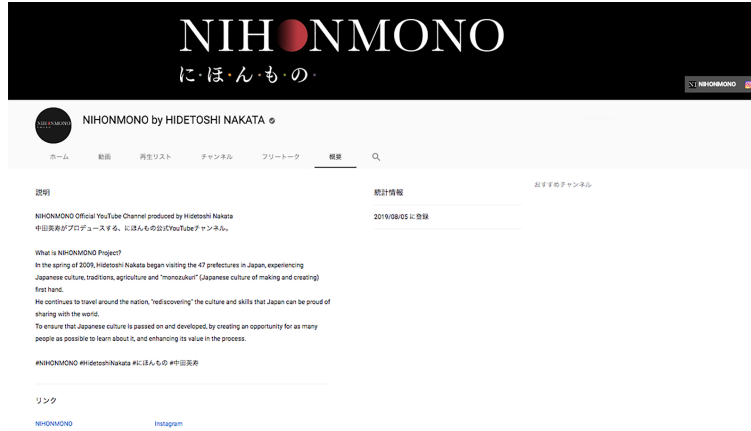 NIHONMONO
に・ほ・ん・も・の・
NIHONMONO
NIHONMONO
NIHONMONO by HIDETOSHI NAKATA
ホーム 動画 再生リスト チャンネル フリートーク 概要
説明
統計情報
おすすめチャンネル
NIHONMONO Official YouTube Channel produced by Hidetoshi Nakata
2019/08/05 に登録
中田英寿がプロデュースする、にほんもの公式YouTubeチャンネル。
What is NIHONMONO Project?
In the spring of 2009, Hidetoshi Nakata began visiting the 47 prefectures in Japan, experiencing
Japanese culture, traditions, agriculture and "monozukuri" (Japanese culture of making and creating)
first hand.
He continues to travel around the nation, "rediscovering" the culture and skills that Japan can be proud of
sharing with the world.
To ensure that Japanese culture is passed on and developed, by creating an opportunity for as many
people as possible to learn about it, and enhancing its value in the process.
#NIHONMONO #HidetoshiNakata #にほんもの #中田英寿
リンク
NIHONMONO Instagram